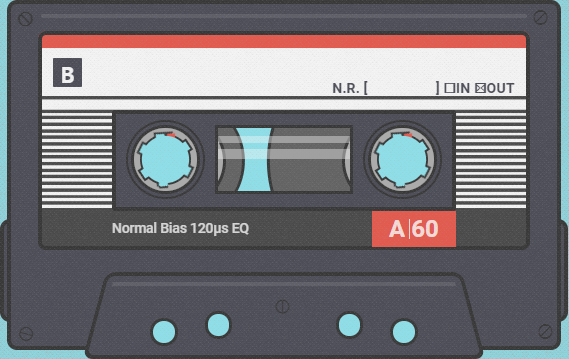 B
N.R. [ ] ☐IN ☒OUT
Normal Bias 120µs EQ
A|60